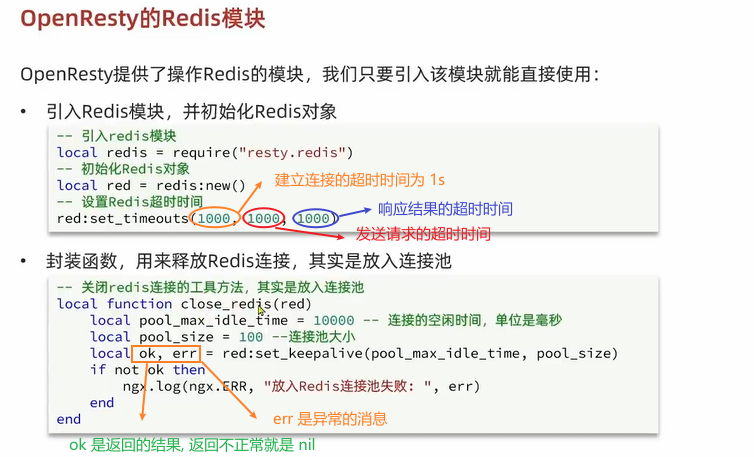 OpenResty的Redis模块
OpenResty提供了操作Redis的模块，我们只要引入该模块就能直接使用：
• 引入Redis模块，并初始化Redis对象
-- 引入redis模块
local redis = require("resty.redis")
-- 初始化Redis对象
local red = redis:new()
建立连接的超时时间为 1s
-- 设置Redis超时时间
red:set_timeouts(1000, 1000, 1000)
响应结果的超时时间
发送请求的超时时间
• 封装函数，用来释放Redis连接，其实是放入连接池
-- 关闭redis连接的工具方法，其实是放入连接池
local function close_redis(red)
local pool_max_idle_time = 10000 -- 连接的空闲时间，单位是毫秒
local pool_size = 100 --连接池大小
local ok, err = red:set_keepalive(pool_max_idle_time, pool_size)
if not ok then
ngx.log(ngx.ERR, "放入Redis连接池失败: ", err)
end
end
err 是异常的消息
ok 是返回的结果, 返回不正常就是 nil